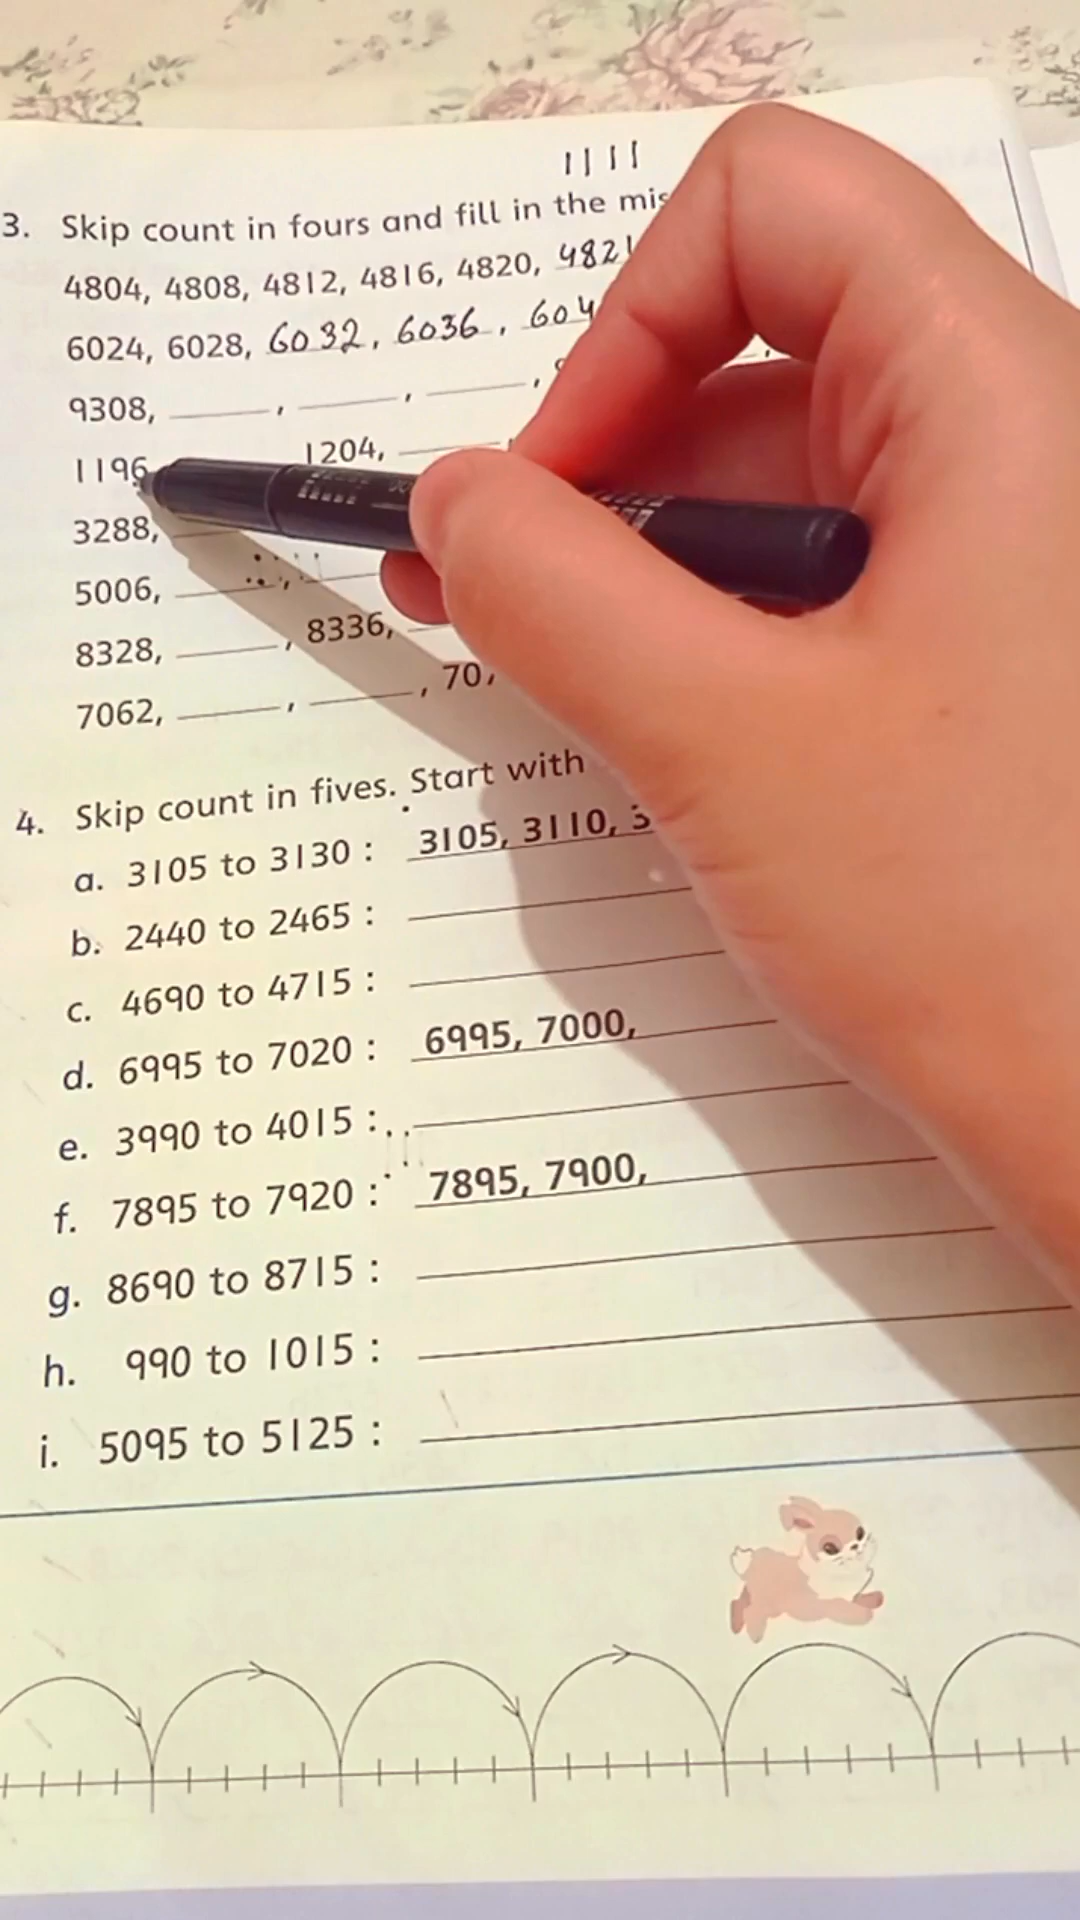 3. Skip count in fours and fill in the
4804, 4808, 4812, 4816, 4820,
6024, 6028, 6032, 6036,
9308,
1196 1204,
3288,
5006,
8328, 8336,
7062, 70
4. Skip count in fives. Start with
a. 3105 to 3130 : 3105, 3110, 3
b. 2440 to 2465 :
c. 4690 to 4715 :
d. 6995 to 7020 : 6995, 7000,
e. 3990 to 4015 :
f. 7895 to 7920 : 7895, 7900,
g. 8690 to 8715 :
h. 990 to 1015 :
i. 5095 to 5125 :